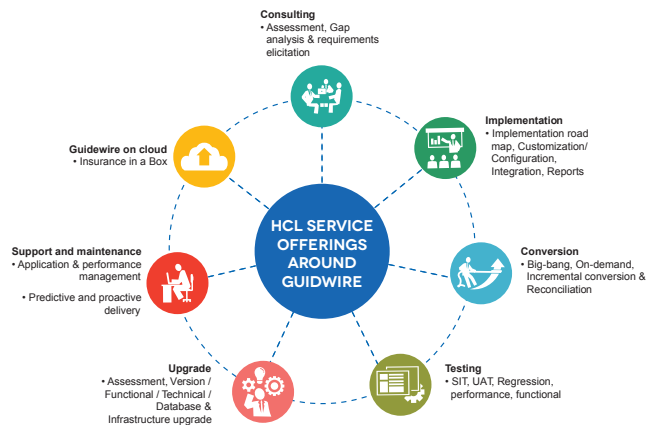 Consulting
• Assessment, Gap
analysis & requirements
elicitation
Implementation
• Implementation road
map, Customization/
Configuration,
Integration, Reports
Conversion
• Big-bang, On-demand,
Incremental conversion &
Reconciliation
Testing
• SIT, UAT, Regression,
performance, functional
Upgrade
• Assessment, Version /
Functional / Technical /
Database &
Infrastructure upgrade
Support and maintenance
• Application & performance
management
• Predictive and proactive
delivery
Guidewire on cloud
• Insurance in a Box
HCL SERVICE
OFFERINGS
AROUND
GUIDWIRE